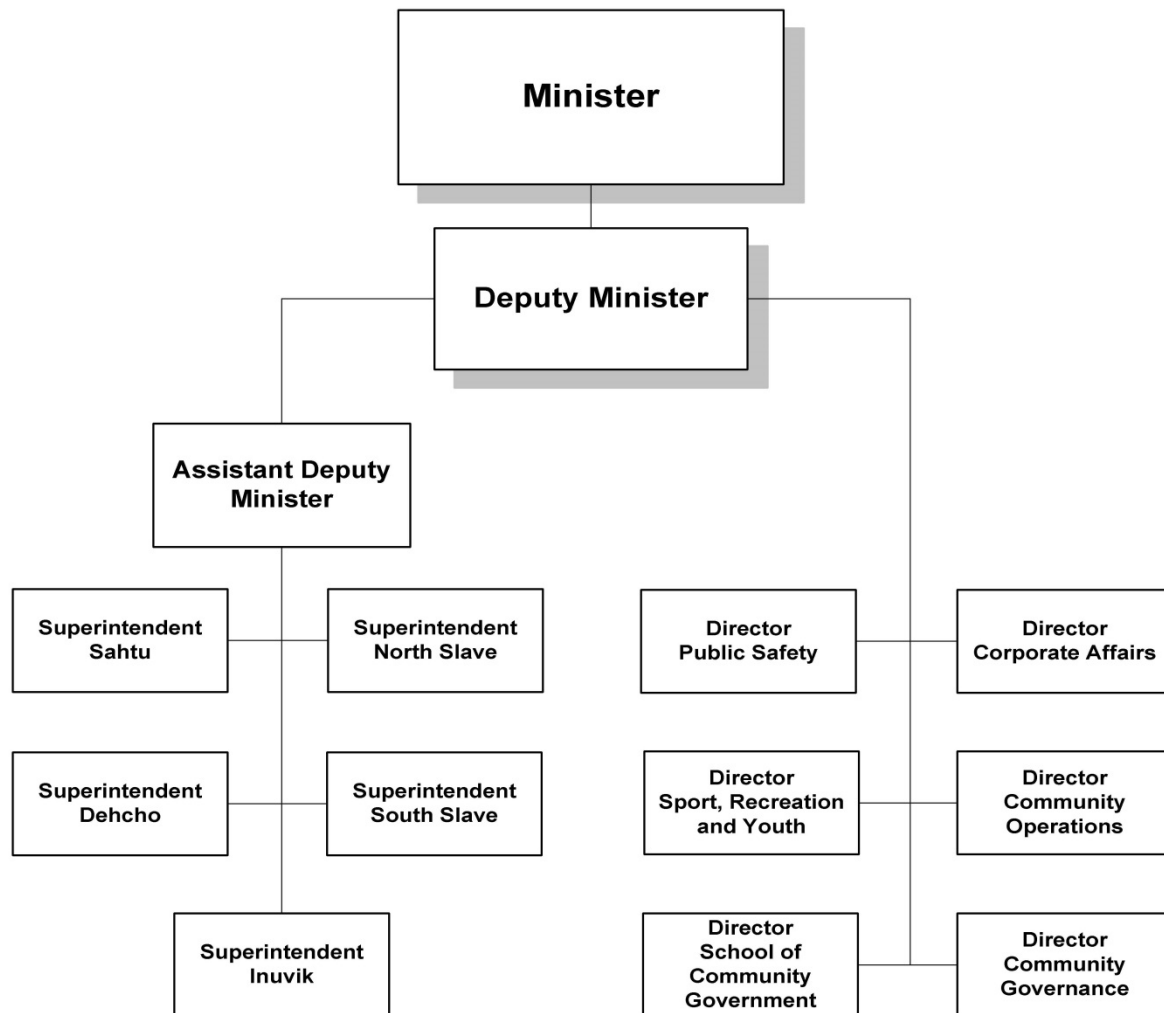 Minister
Deputy Minister
Assistant Deputy
Minister
Superintendent
Sahtu
Superintendent
North Slave
Director
Public Safety
Director
Corporate Affairs
Superintendent
Dehcho
Superintendent
South Slave
Director
Sport, Recreation
and Youth
Director
Community
Operations
Superintendent
Inuvik
Director
School of
Community
Government
Director
Community
Governance